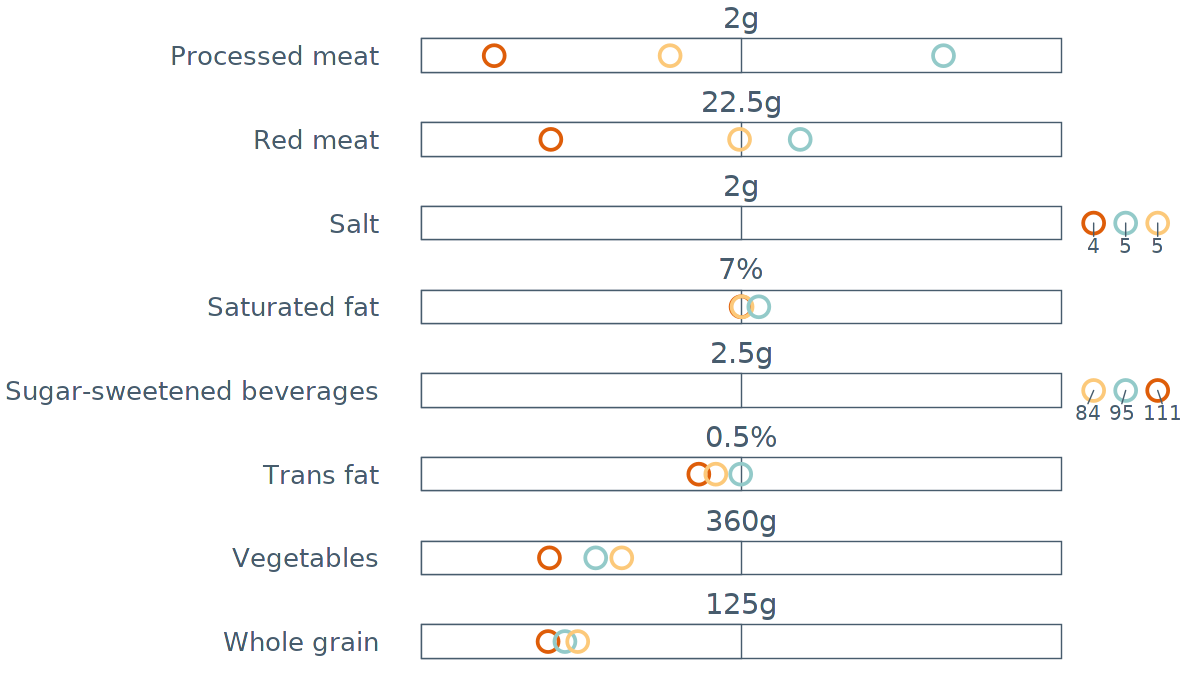 2g
Processed meat
22.5g
Red meat
2g
Salt
4 5 5
7%
Saturated fat
2.5g
Sugar-sweetened beverages
84 95 111
0.5%
Trans fat
360g
Vegetables
125g
Whole grain